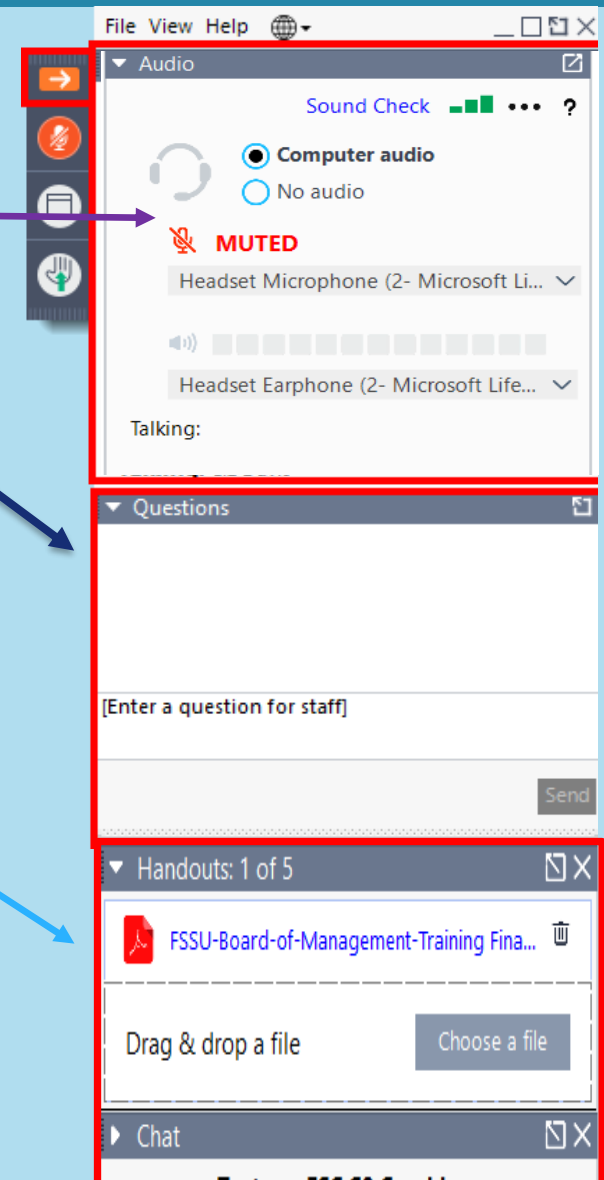 File View Help
Audio
Sound Check ... ?
Computer audio
No audio
MUTED
Headset Microphone (2- Microsoft Li...
Headset Earphone (2- Microsoft Life...
Talking:
Questions
[Enter a question for staff]
Send
Handouts: 1 of 5
FSSU-Board-of-Management-Training Fina...
Drag & drop a file
Choose a file
Chat